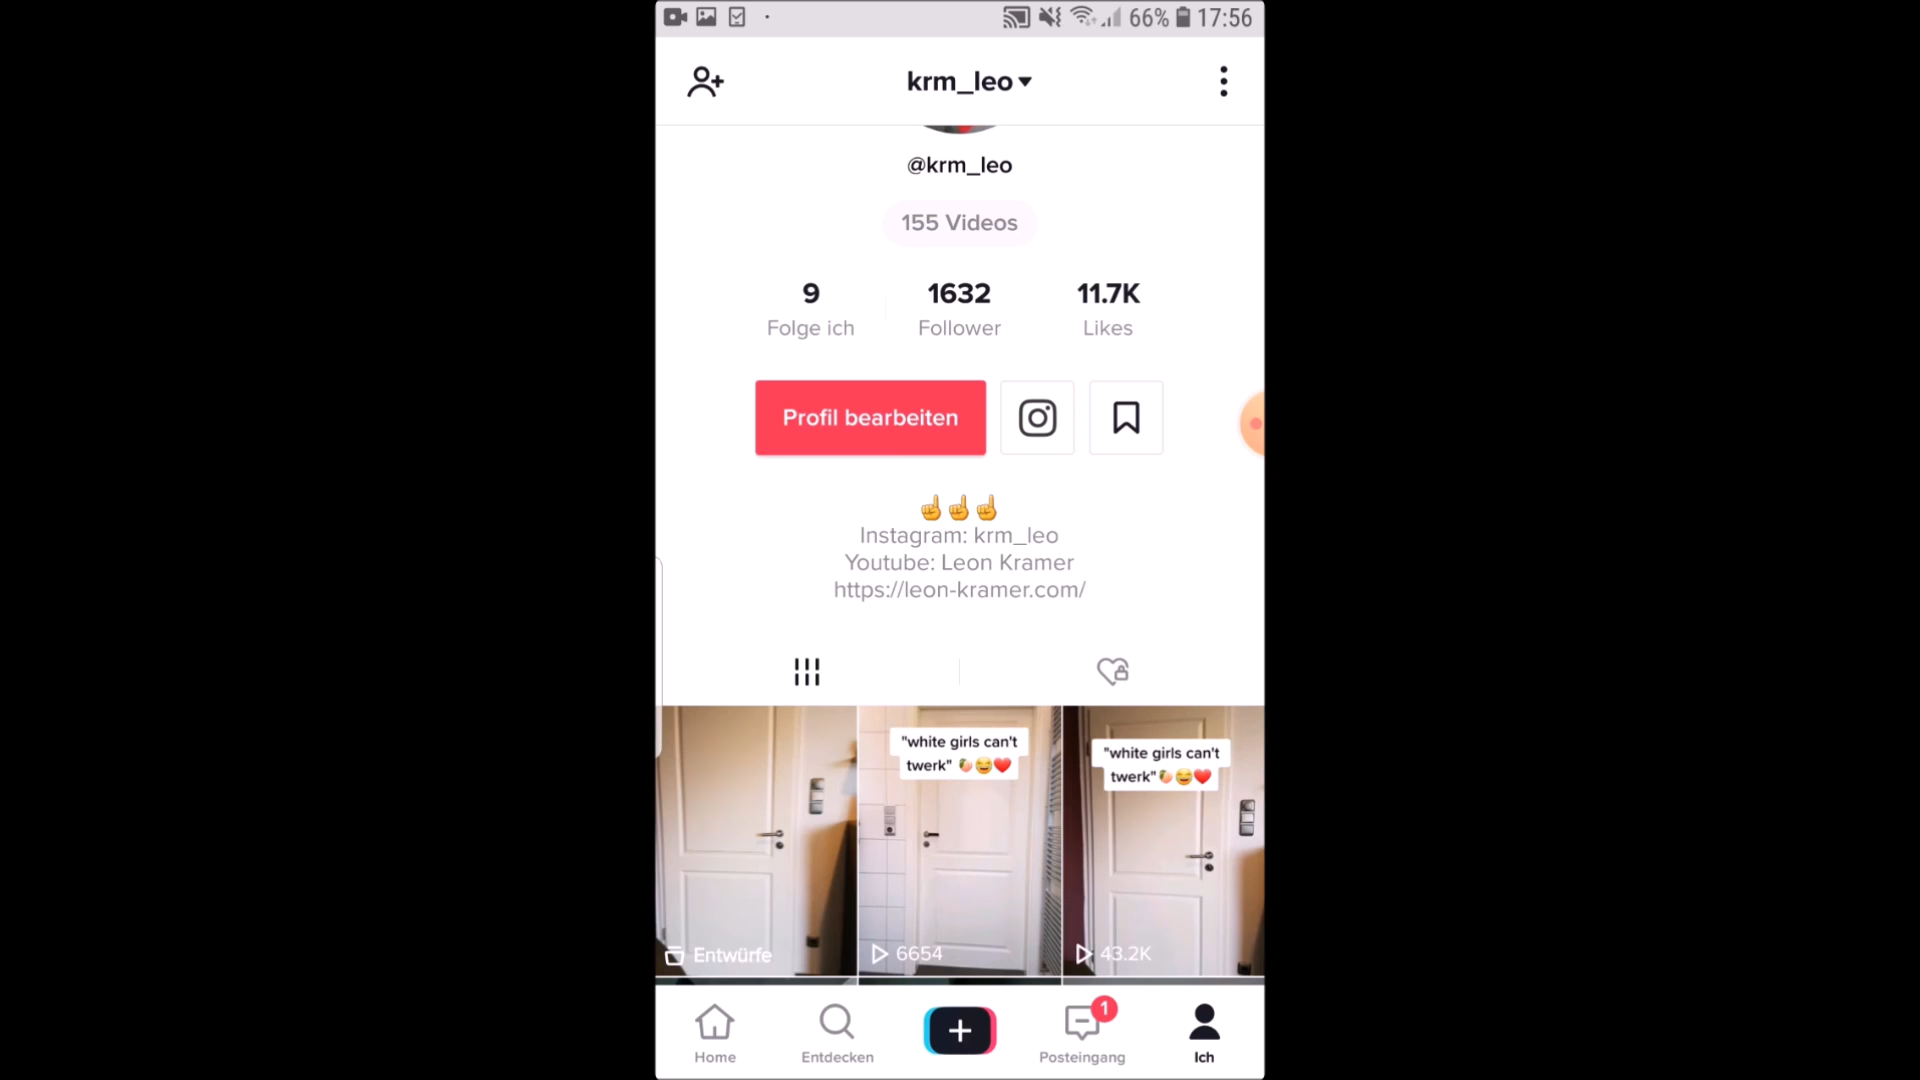 66% 17:56
krm_leo
@krm_leo
155 Videos
9 1632 11.7K
Folge ich Follower Likes
Profil bearbeiten
☝☝☝
Instagram: krm_leo
Youtube: Leon Kramer
https://leon-kramer.com/
Entwürfe
"white girls can't
twerk" 🍑😂❤️
6654
"white girls can't
twerk"🍑😂❤️
43.2K
1
Home Entdecken Posteingang Ich